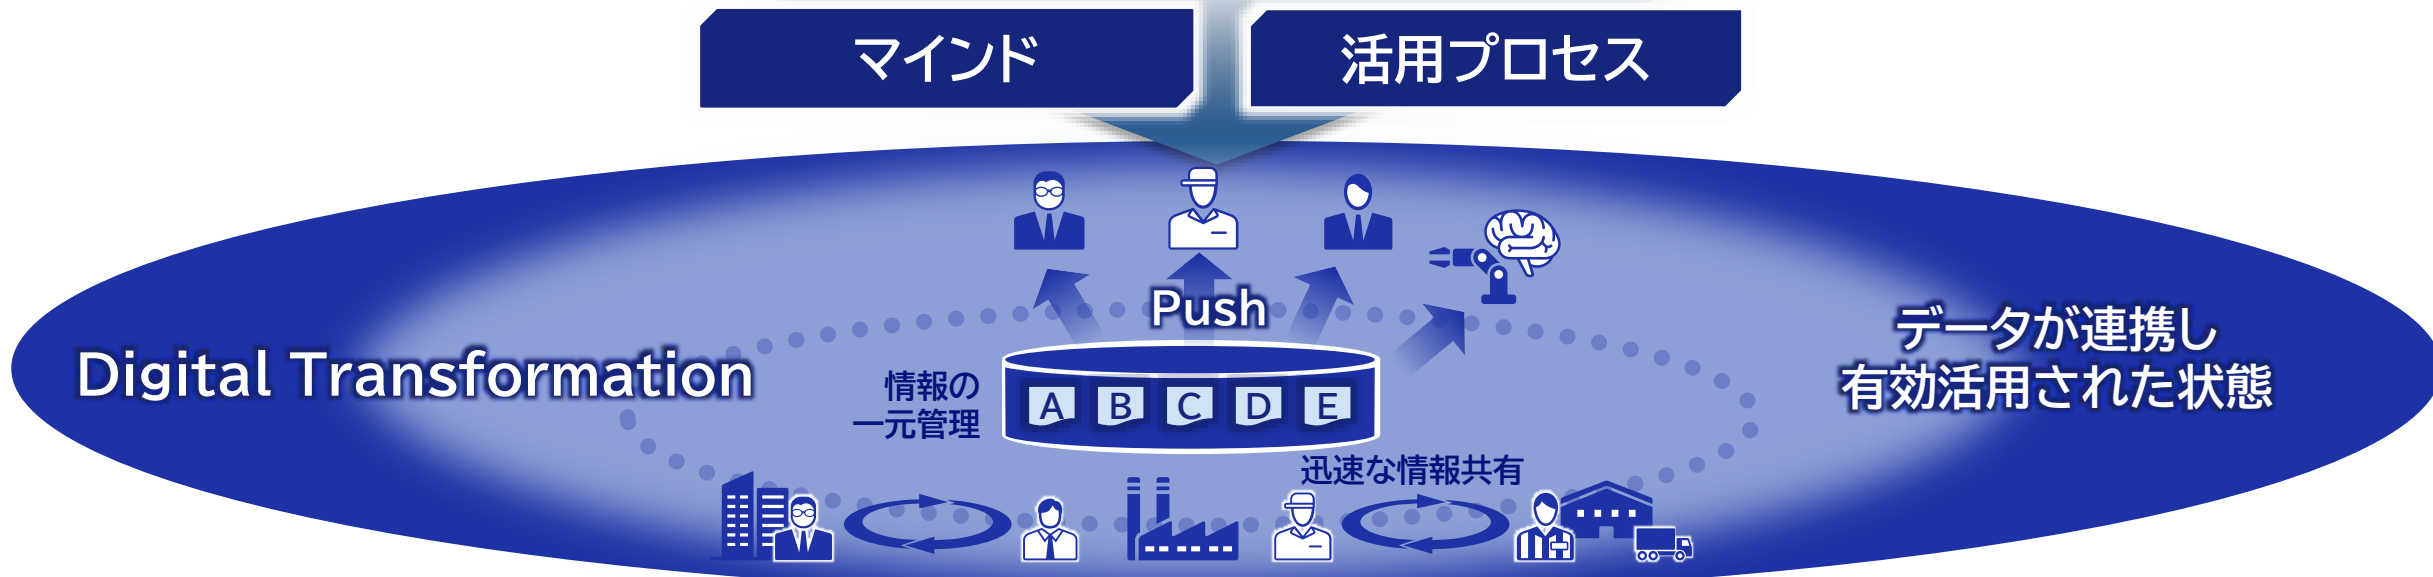 マインド
活用プロセス
Push
Digital Transformation
データが連携し
有効活用された状態
情報の
一元管理
A B C D E
迅速な情報共有